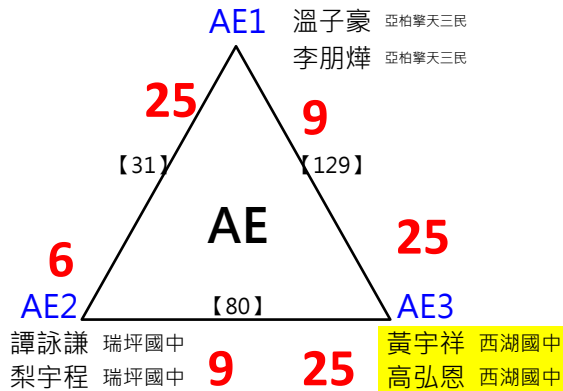 AE1 溫子豪 亞柏擎天三民
李朋燁 亞柏擎天三民
25 9
【31】 【129】
AE
6 25
AE2 【80】 AE3
譚詠謙 瑞坪國中 黃宇祥 西湖國中
梨宇程 瑞坪國中 9 25 高弘恩 西湖國中